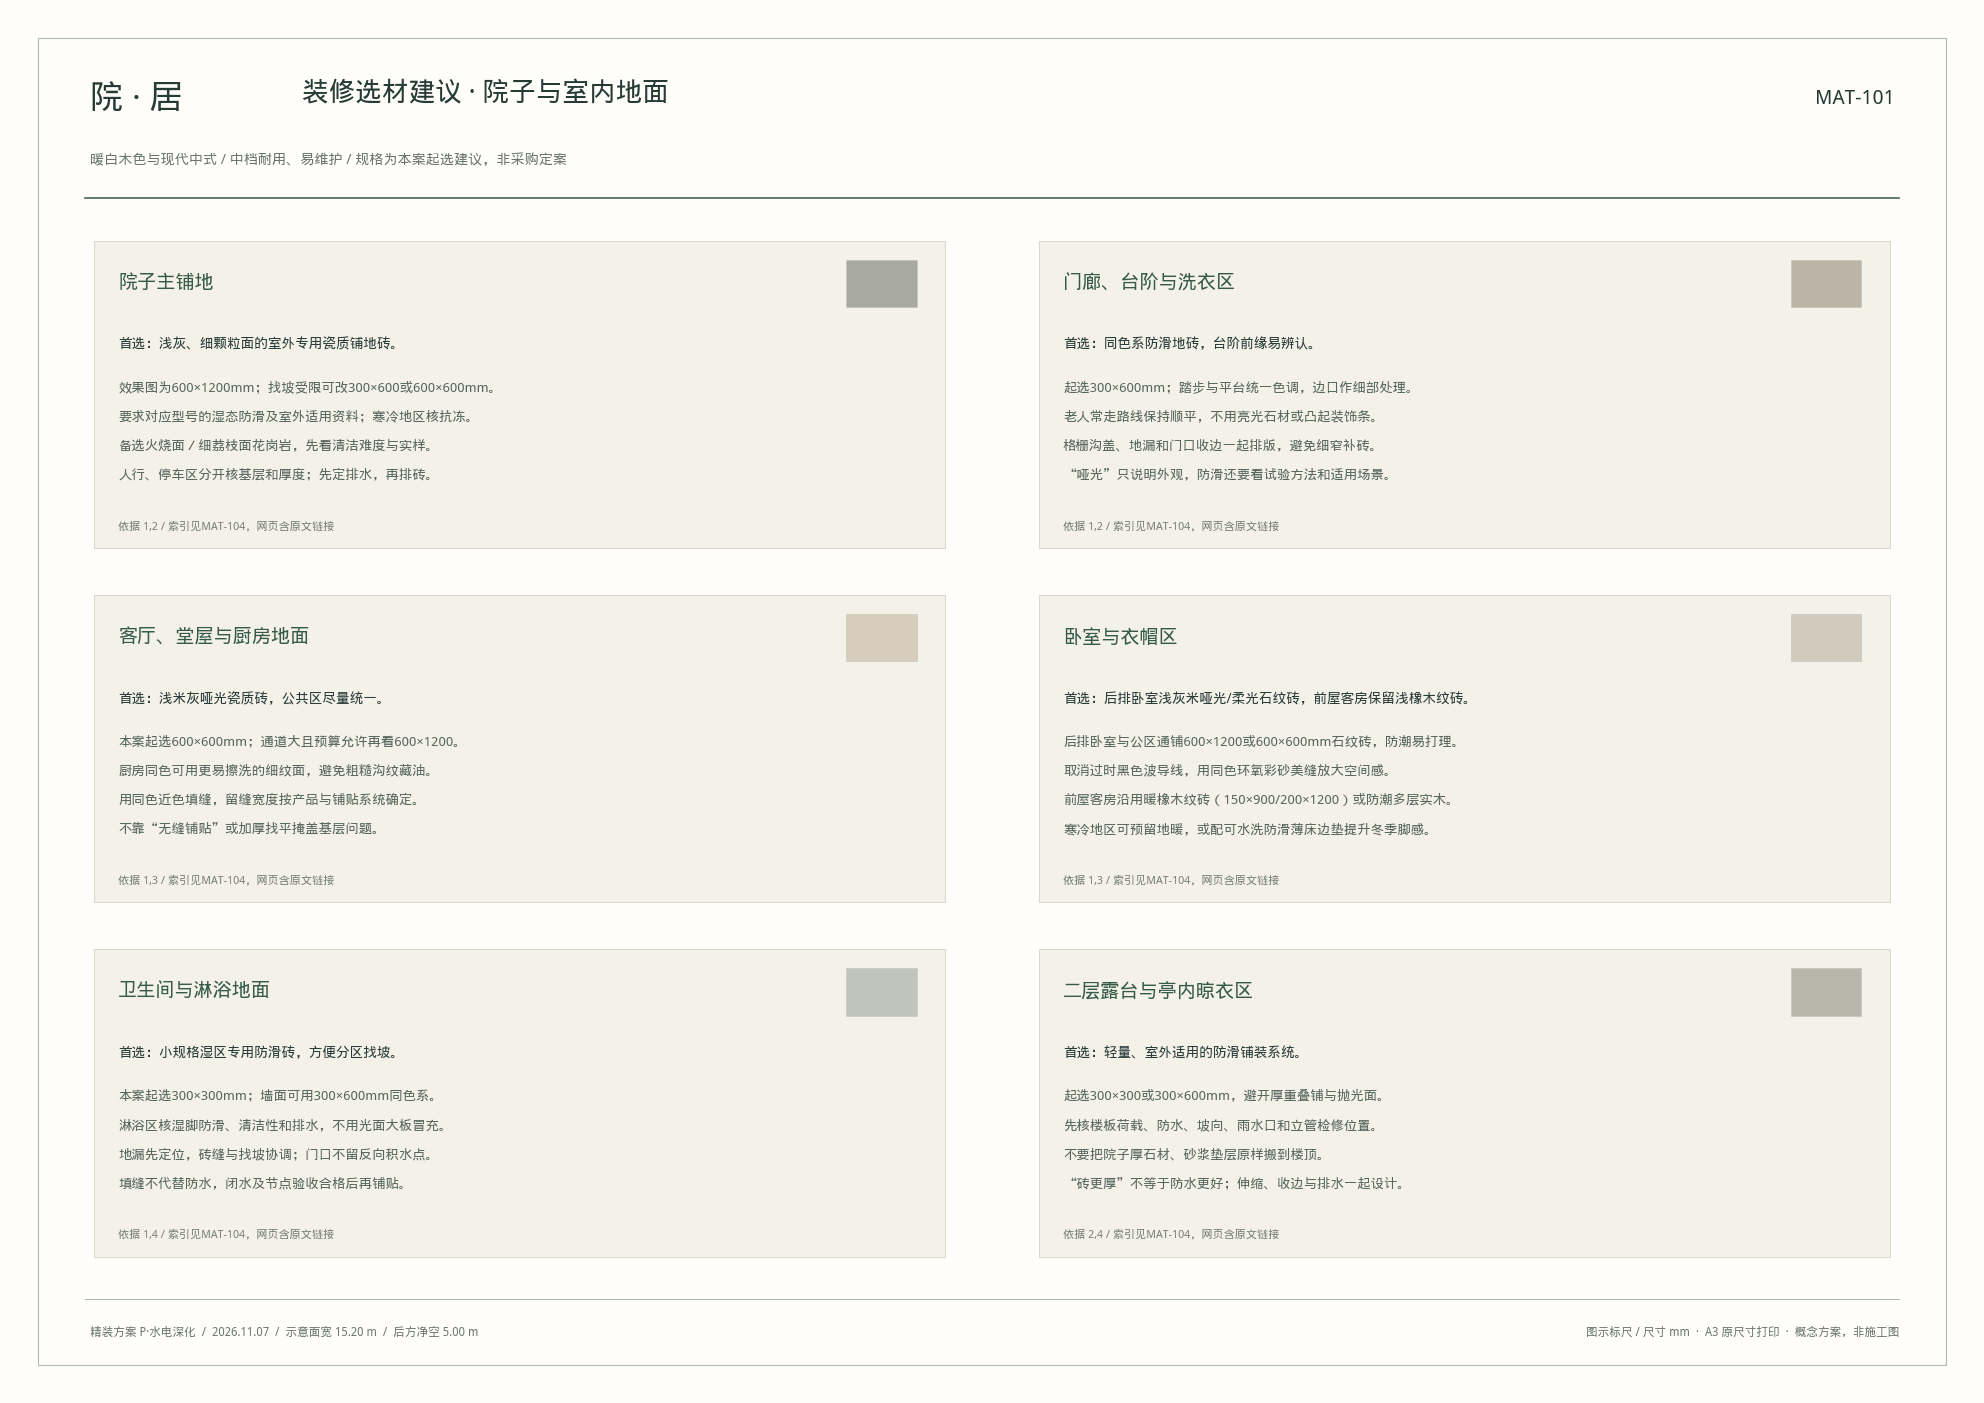 院 · 居
装修选材建议 · 院子与室内地面
MAT-101
暖白木色与现代中式 / 中档耐用、易维护 / 规格为本案起选建议，非采购定案
院子主铺地
首选：浅灰、细颗粒面的室外专用瓷质铺地砖。
效果图为600×1200mm；找坡受限可改300×600或600×600mm。
要求对应型号的湿态防滑及室外适用资料；寒冷地区核抗冻。
备选火烧面 / 细荔枝面花岗岩，先看清洁难度与实样。
人行、停车区分开核基层和厚度；先定排水，再排砖。
依据 1,2 / 索引见MAT-104，网页含原文链接
门廊、台阶与洗衣区
首选：同色系防滑地砖，台阶前缘易辨认。
起选300×600mm；踏步与平台统一色调，边口作细部处理。
老人常走路线保持顺平，不用亮光石材或凸起装饰条。
格栅沟盖、地漏和门口收边一起排版，避免细窄补砖。
“哑光”只说明外观，防滑还要看试验方法和适用场景。
依据 1,2 / 索引见MAT-104，网页含原文链接
客厅、堂屋与厨房地面
首选：浅米灰哑光瓷质砖，公共区尽量统一。
本案起选600×600mm；通道大且预算允许再看600×1200。
厨房同色可用更易擦洗的细纹面，避免粗糙沟纹藏油。
用同色近色填缝，留缝宽度按产品与铺贴系统确定。
不靠“无缝铺贴”或加厚找平掩盖基层问题。
依据 1,3 / 索引见MAT-104，网页含原文链接
卧室与衣帽区
首选：后排卧室浅灰米哑光/柔光石纹砖，前屋客房保留浅橡木纹砖。
后排卧室与公区通铺600×1200或600×600mm石纹砖，防潮易打理。
取消过时黑色波导线，用同色环氧彩砂美缝放大空间感。
前屋客房沿用暖橡木纹砖（150×900/200×1200）或防潮多层实木。
寒冷地区可预留地暖，或配可水洗防滑薄床边垫提升冬季脚感。
依据 1,3 / 索引见MAT-104，网页含原文链接
卫生间与淋浴地面
首选：小规格湿区专用防滑砖，方便分区找坡。
本案起选300×300mm；墙面可用300×600mm同色系。
淋浴区核湿脚防滑、清洁性和排水，不用光面大板冒充。
地漏先定位，砖缝与找坡协调；门口不留反向积水点。
填缝不代替防水，闭水及节点验收合格后再铺贴。
依据 1,4 / 索引见MAT-104，网页含原文链接
二层露台与亭内晾衣区
首选：轻量、室外适用的防滑铺装系统。
起选300×300或300×600mm，避开厚重叠铺与抛光面。
先核楼板荷载、防水、坡向、雨水口和立管检修位置。
不要把院子厚石材、砂浆垫层原样搬到楼顶。
“砖更厚”不等于防水更好；伸缩、收边与排水一起设计。
依据 2,4 / 索引见MAT-104，网页含原文链接
精装方案 P·水电深化 / 2026.11.07 / 示意面宽 15.20 m / 后方净空 5.00 m
图示标尺 / 尺寸 mm · A3 原尺寸打印 · 概念方案，非施工图